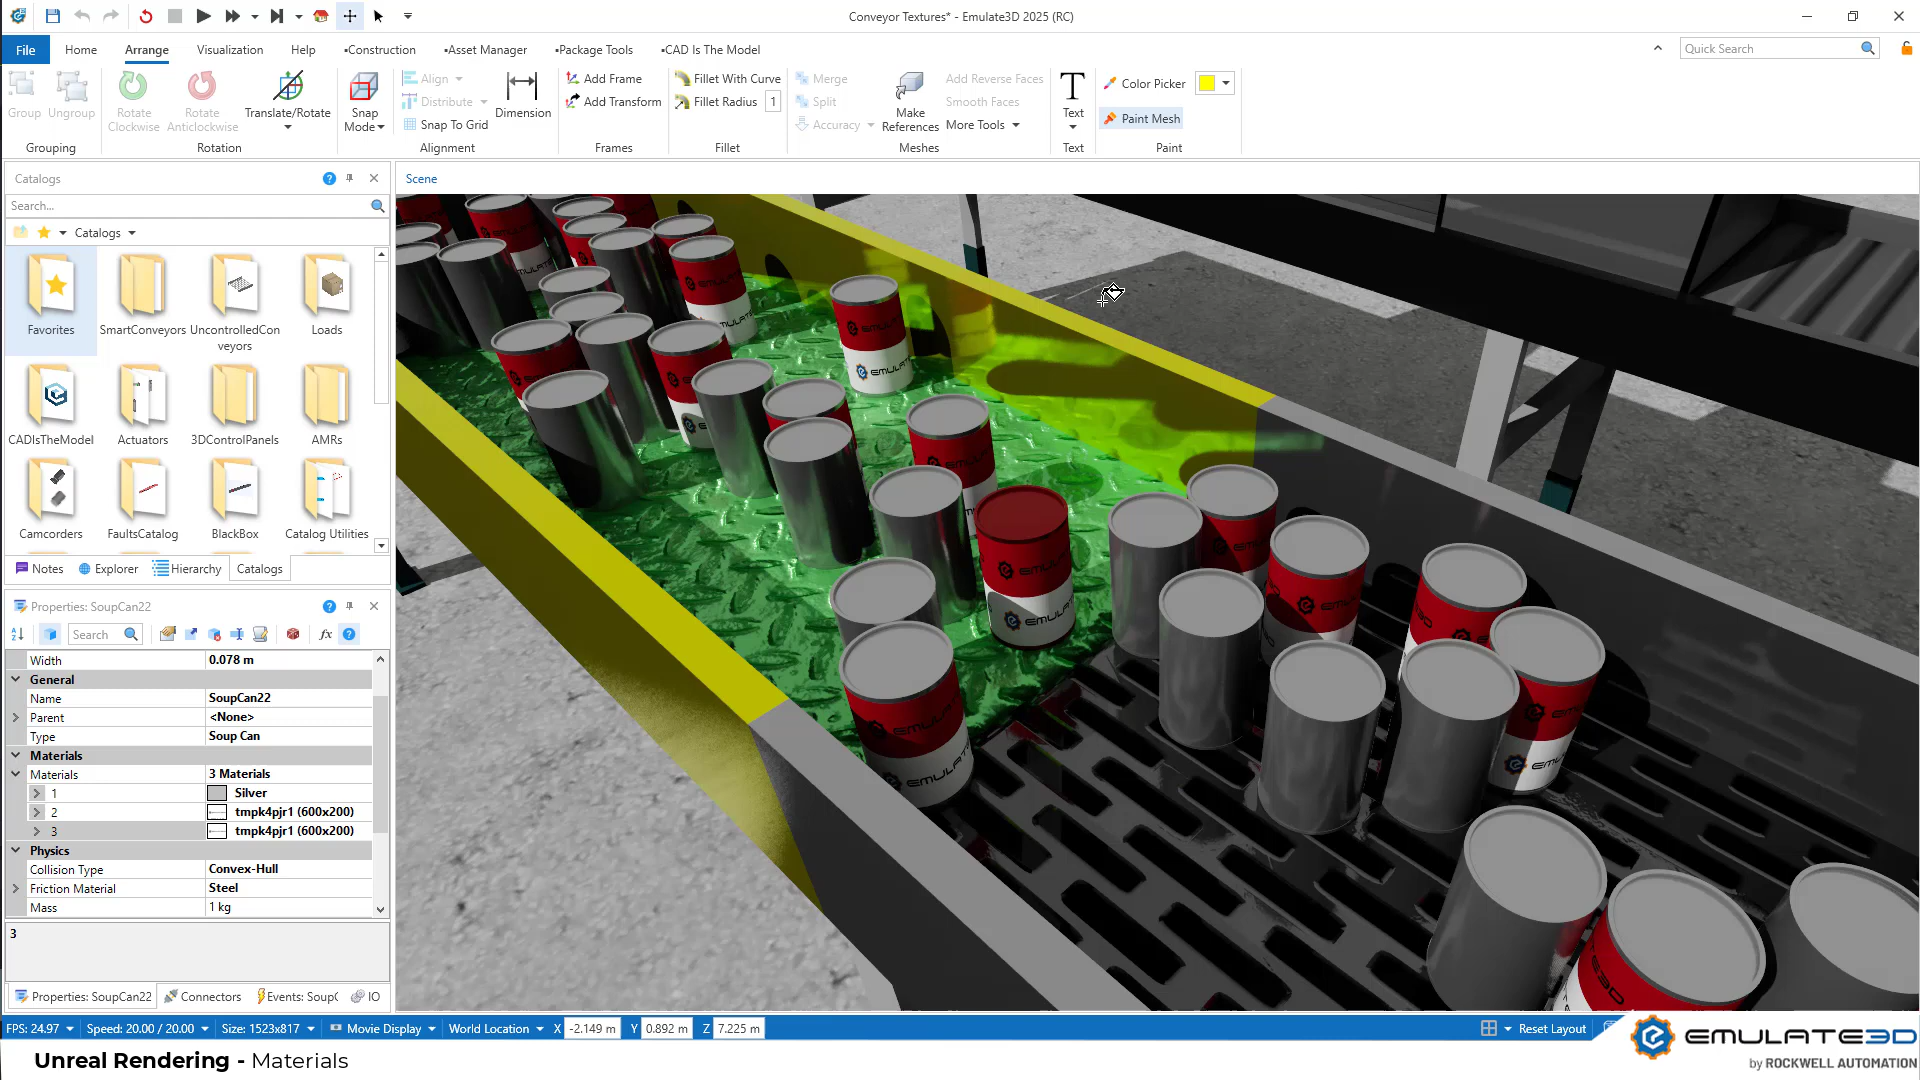 Conveyor Textures* - Emulate3D 2025 (RC)
File Home Arrange Visualization Help •Construction •Asset Manager •Package Tools •CAD Is The Model
Quick Search
Group Ungroup
Rotate Clockwise
Rotate Anticlockwise
Translate/Rotate
Snap Mode
Align
Distribute
Snap To Grid
Dimension
Add Frame
Add Transform
Fillet With Curve
Fillet Radius 1
Merge
Split
Accuracy
Make References
Add Reverse Faces
Smooth Faces
More Tools
Text
Color Picker
Paint Mesh
Grouping Rotation Alignment Frames Fillet Meshes Text Paint
Catalogs
Search...
Catalogs
Favorites SmartConveyors UncontrolledConveyors Loads
CADIsTheModel Actuators 3DControlPanels AMRs
Camcorders FaultsCatalog BlackBox Catalog Utilities
Notes Explorer Hierarchy Catalogs
Properties: SoupCan22
Search fx
Width 0.078 m
General
Name SoupCan22
Parent <None>
Type Soup Can
Materials
Materials 3 Materials
1 Silver
2 tmpk4pjr1 (600x200)
3 tmpk4pjr1 (600x200)
Physics
Collision Type Convex-Hull
Friction Material Steel
Mass 1 kg
3
Properties: SoupCan22 Connectors Events: SoupC IO
Scene
FPS: 24.97 Speed: 20.00 / 20.00 Size: 1523x817 Movie Display World Location X -2.149 m Y 0.892 m Z 7.225 m Reset Layout
Unreal Rendering - Materials
EMULATE3D
by ROCKWELL AUTOMATION